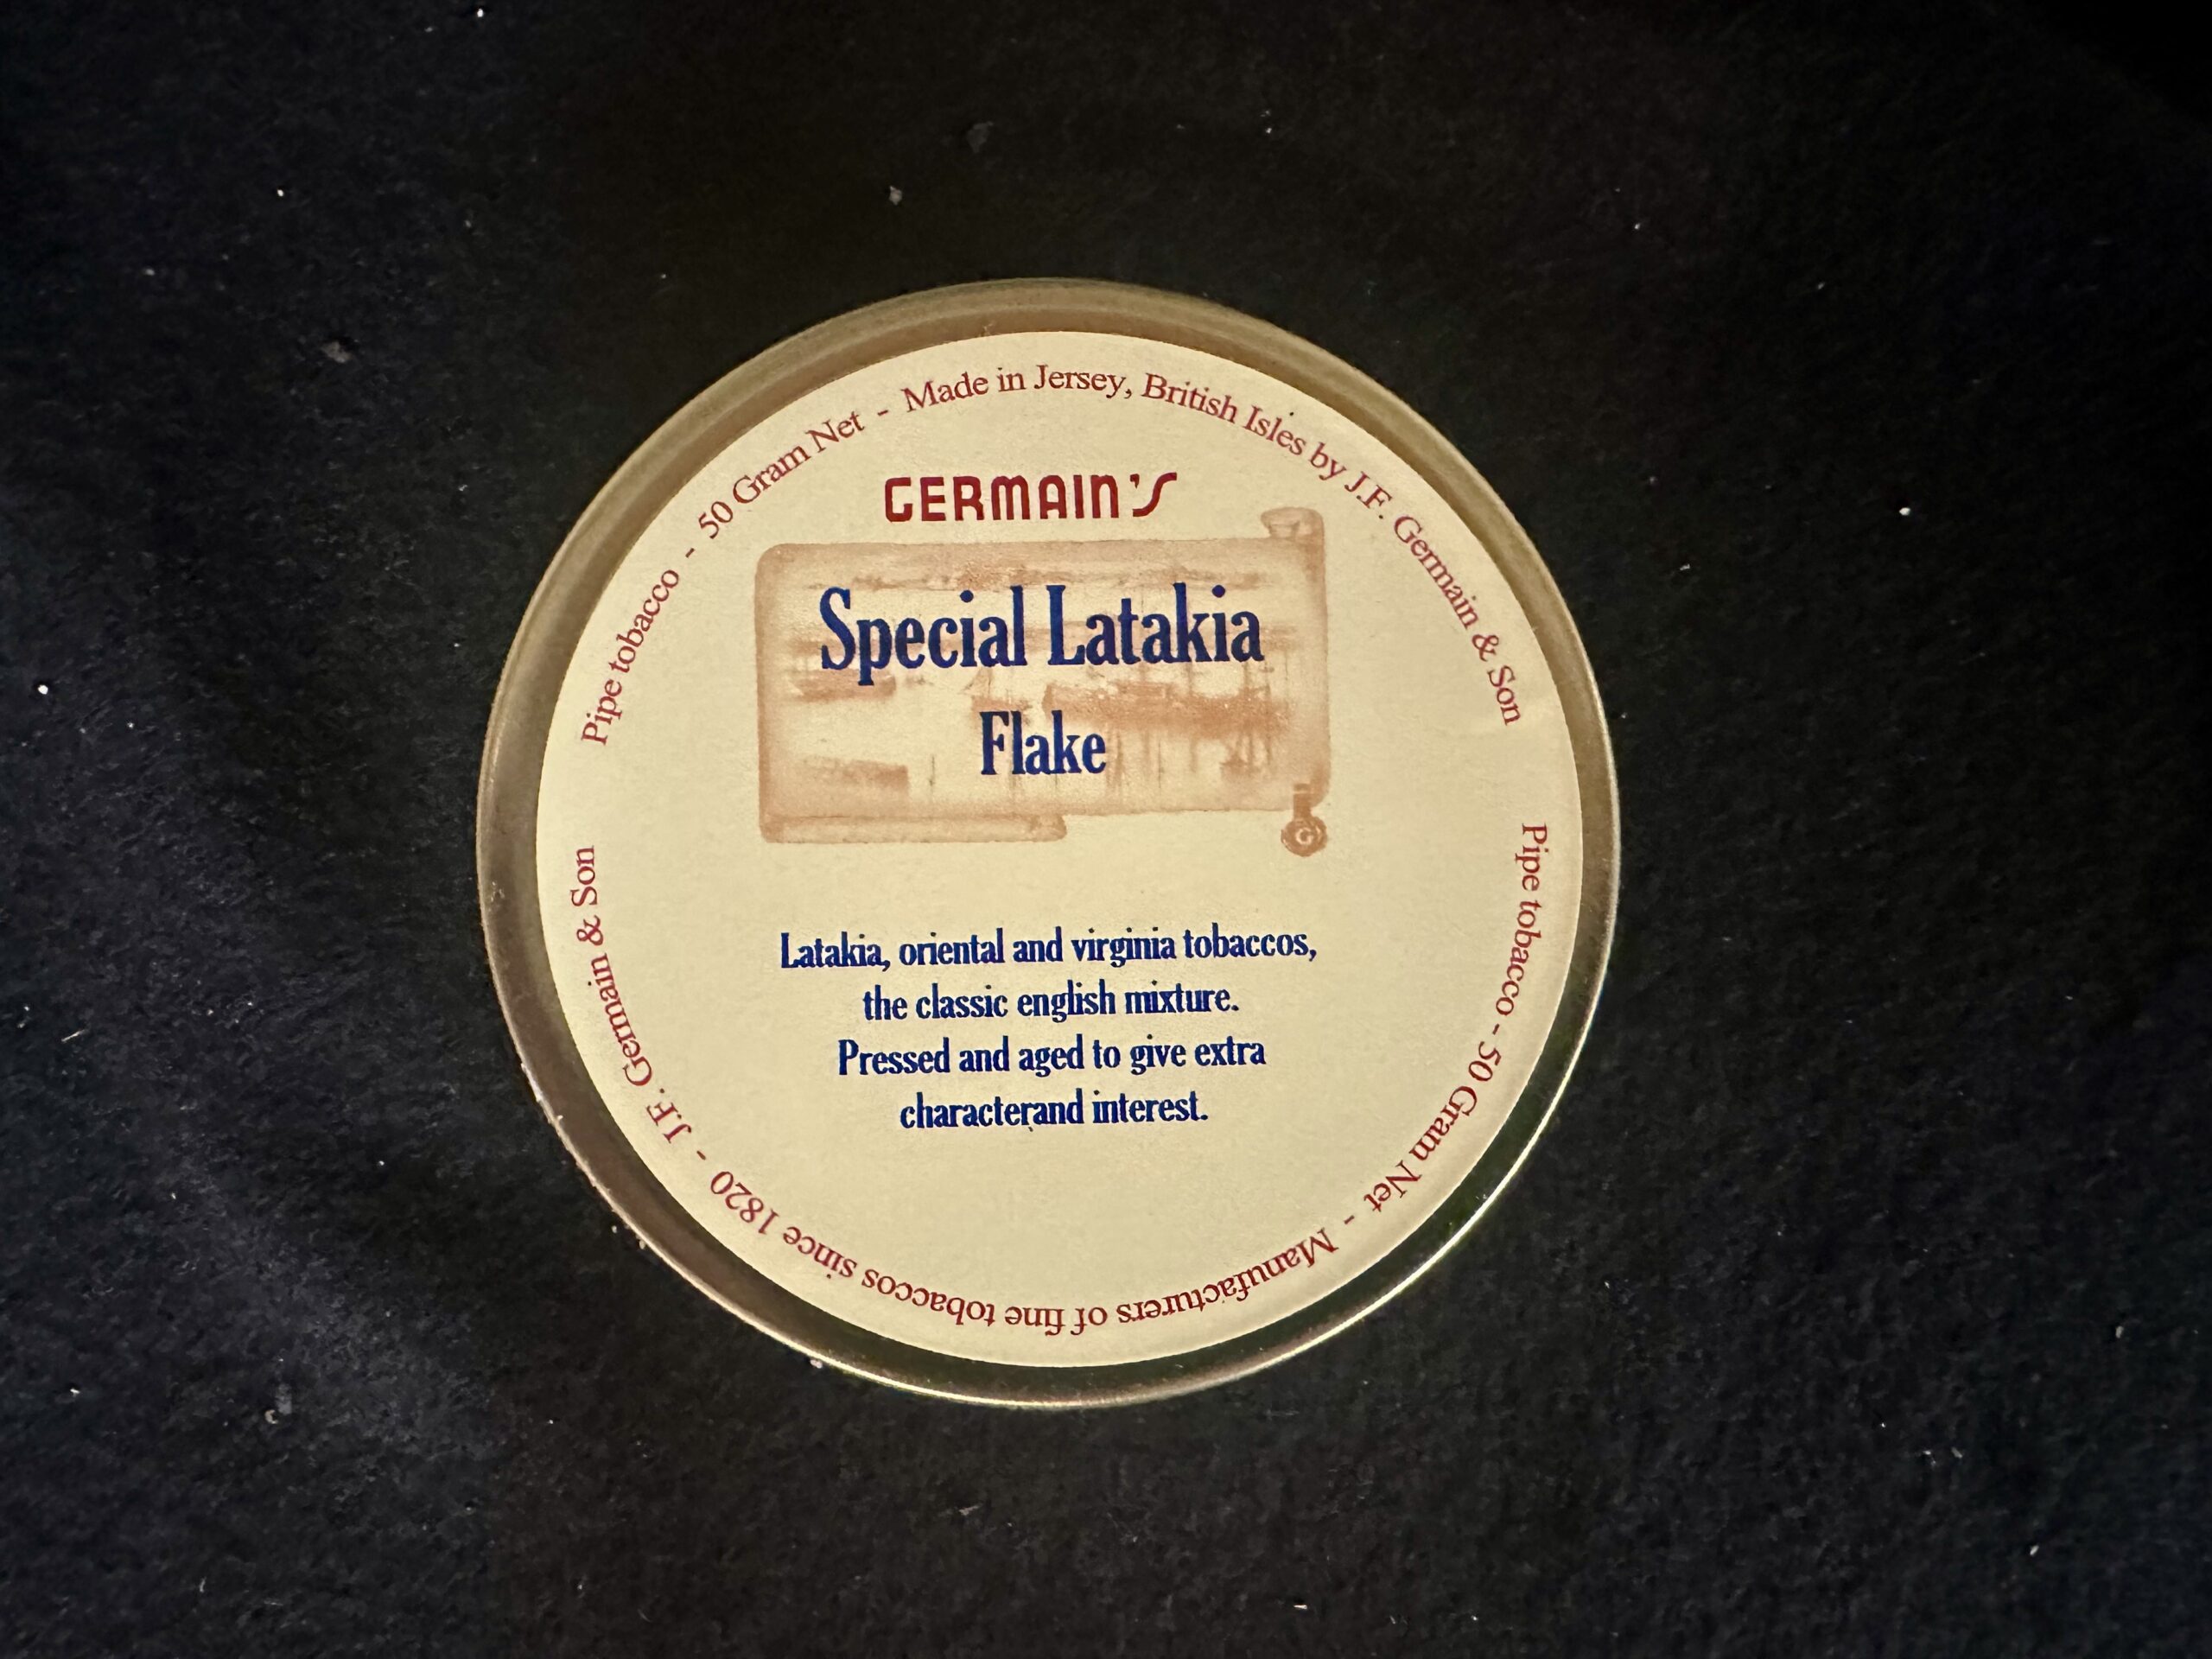 Pipe tobacco - 50 Gram Net - Made in Jersey, British Isles by J.F. Germain & Son
GERMAIN'S
Special Latakia
Flake
Latakia, oriental and virginia tobaccos,
the classic english mixture.
Pressed and aged to give extra
characterand interest.
Pipe tobacco - 50 Gram Net - Manufacturers of fine tobaccos since 1820 - J.F. Germain & Son